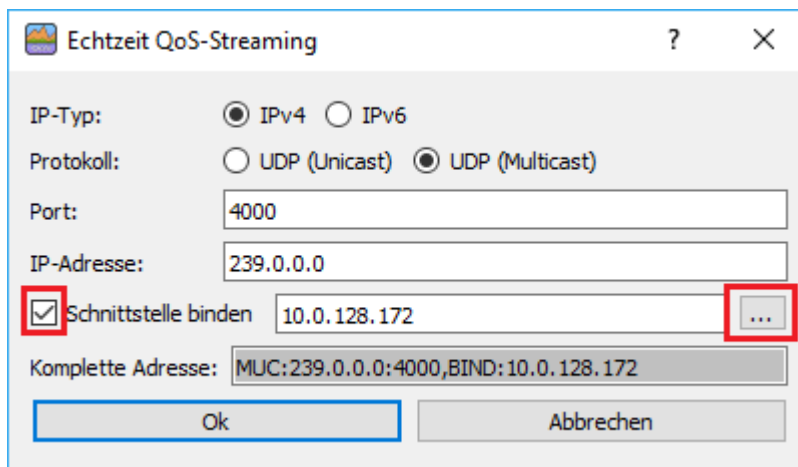 Echtzeit QoS-Streaming ?
IP-Typ: IPv4 IPv6
Protokoll: UDP (Unicast) UDP (Multicast)
Port: 4000
IP-Adresse: 239.0.0.0
Schnittstelle binden 10.0.128.172 ...
Komplette Adresse: MUC:239.0.0.0:4000,BIND:10.0.128.172
Ok Abbrechen